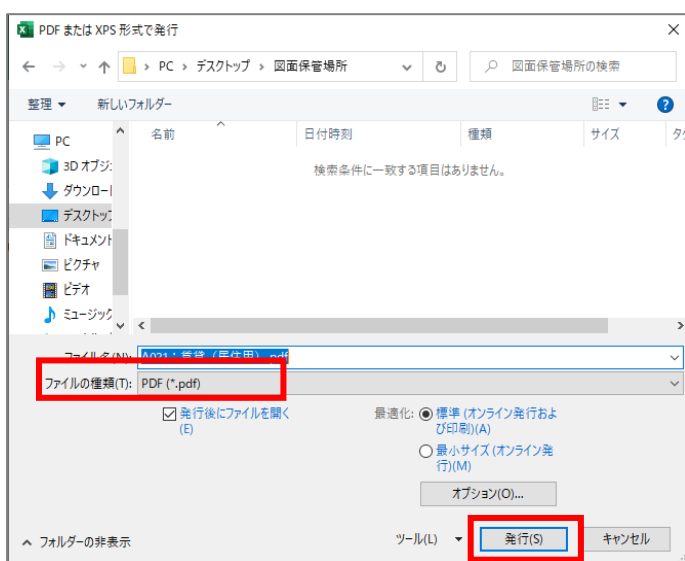 PDF または XPS 形式で発行
PC › デスクトップ › 図面保管場所
図面保管場所の検索
整理 新しいフォルダー
名前 日付時刻 種類 サイズ
検索条件に一致する項目はありません。
PC
3D オブジ
ダウンロー
デスクトップ
ドキュメント
ピクチャ
ビデオ
ミュージック
ファイル名(N): A021：賃貸（居住用）.pdf
ファイルの種類(T): PDF (*.pdf)
発行後にファイルを開く
(E)
最適化: 標準 (オンライン発行およ
び印刷)(A)
最小サイズ (オンライン発
行)(M)
オプション(O)...
フォルダーの非表示 ツール(L) 発行(S) キャンセル